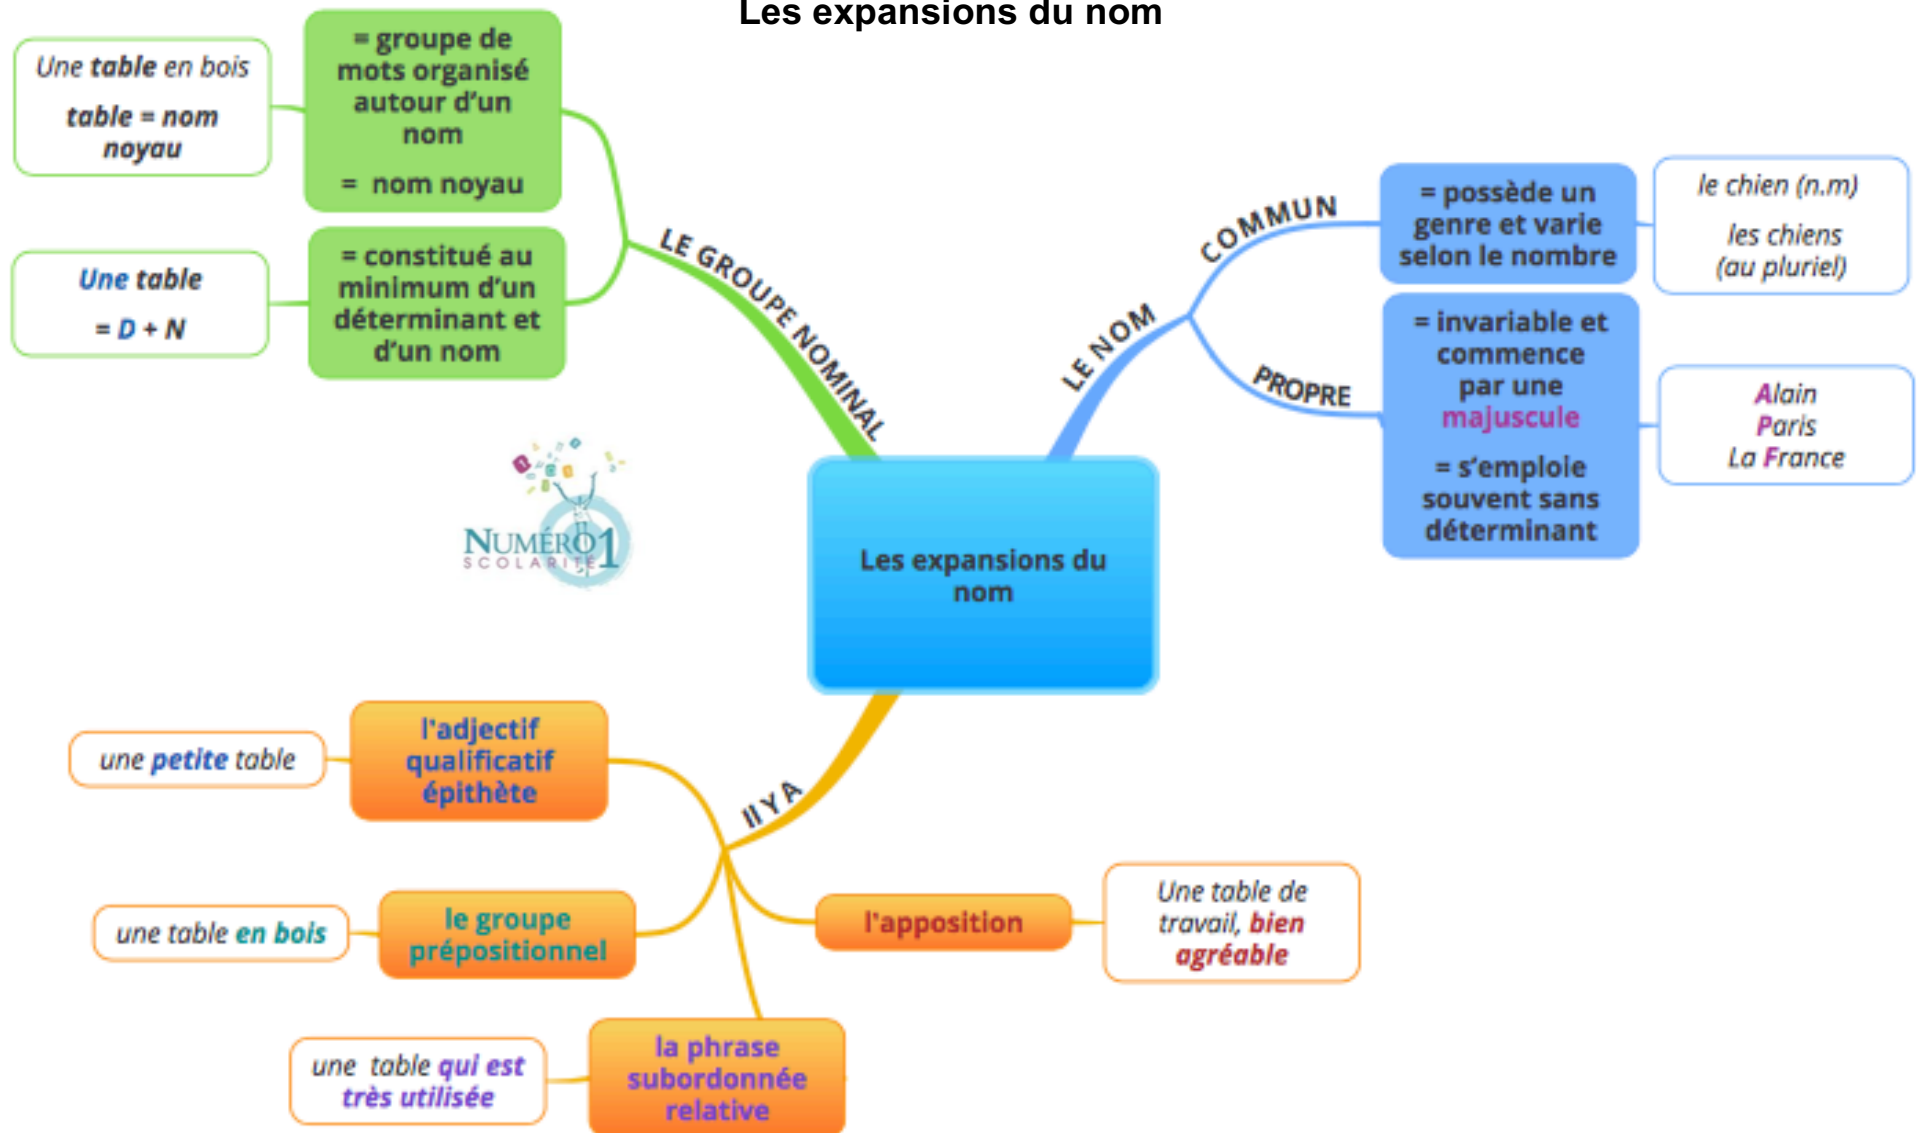 Les expansions du nom
Une table en bois
table = nom
noyau
= groupe de
mots organisé
autour d’un
nom
= nom noyau
Une table
= D + N
= constitué au
minimum d’un
déterminant et
d’un nom
LE GROUPE NOMINAL
LE NOM
COMMUN
= possède un
genre et varie
selon le nombre
le chien (n.m)
les chiens
(au pluriel)
PROPRE
= invariable et
commence
par une
majuscule
= s’emploie
souvent sans
déterminant
Alain
Paris
La France
NUMÉRO1
SCOLARITÉ
Les expansions du
nom
Il Y A
l'adjectif
qualificatif
épithète
une petite table
le groupe
prépositionnel
une table en bois
l'apposition
Une table de
travail, bien
agréable
la phrase
subordonnée
relative
une table qui est
très utilisée